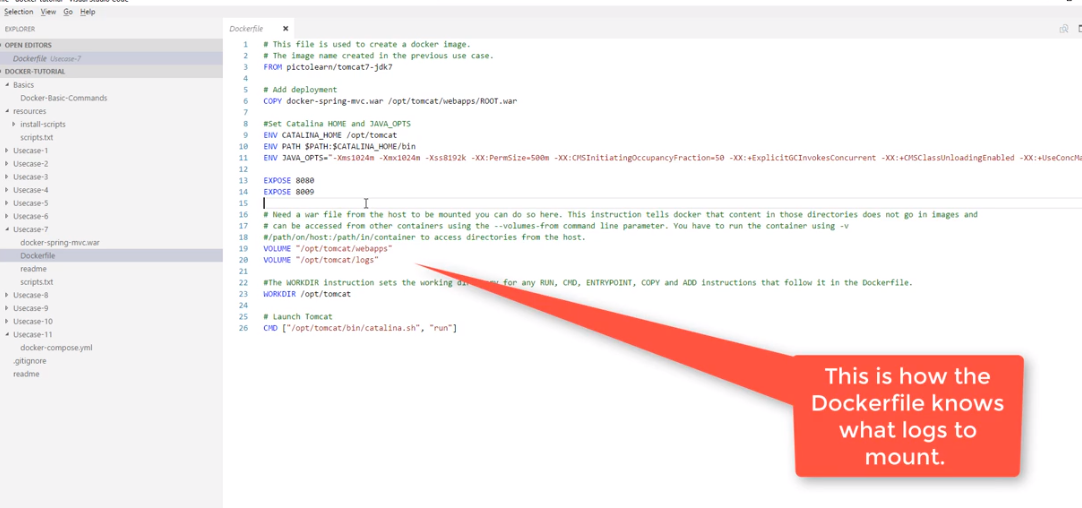 Selection View Go Help
EXPLORER
OPEN EDITORS
Dockerfile Usecase-7
DOCKER-TUTORIAL
Basics
Docker-Basic-Commands
resources
install-scripts
scripts.txt
Usecase-1
Usecase-2
Usecase-3
Usecase-4
Usecase-5
Usecase-6
Usecase-7
docker-spring-mvc.war
Dockerfile
readme
scripts.txt
Usecase-8
Usecase-9
Usecase-10
Usecase-11
docker-compose.yml
.gitignore
readme
Dockerfile ×
1 # This file is used to create a docker image.
2 # The image name created in the previous use case.
3 FROM pictolearn/tomcat7-jdk7
4
5 # Add deployment
6 COPY docker-spring-mvc.war /opt/tomcat/webapps/ROOT.war
7
8 #Set Catalina HOME and JAVA_OPTS
9 ENV CATALINA_HOME /opt/tomcat
10 ENV PATH $PATH:$CATALINA_HOME/bin
11 ENV JAVA_OPTS="-Xms1024m -Xmx1024m -Xss8192k -XX:PermSize=500m -XX:CMSInitiatingOccupancyFraction=50 -XX:+ExplicitGCInvokesConcurrent -XX:+CMSClassUnloadingEnabled -XX:+UseConcMa
12
13 EXPOSE 8080
14 EXPOSE 8009
15
16 # Need a war file from the host to be mounted you can do so here. This instruction tells docker that content in those directories does not go in images and
17 # can be accessed from other containers using the --volumes-from command line parameter. You have to run the container using -v
18 #/path/on/host:/path/in/container to access directories from the host.
19 VOLUME "/opt/tomcat/webapps"
20 VOLUME "/opt/tomcat/logs"
21
22 #The WORKDIR instruction sets the working for any RUN, CMD, ENTRYPOINT, COPY and ADD instructions that follow it in the Dockerfile.
23 WORKDIR /opt/tomcat
24
25 # Launch Tomcat
26 CMD ["/opt/tomcat/bin/catalina.sh", "run"]
This is how the
Dockerfile knows
what logs to
mount.